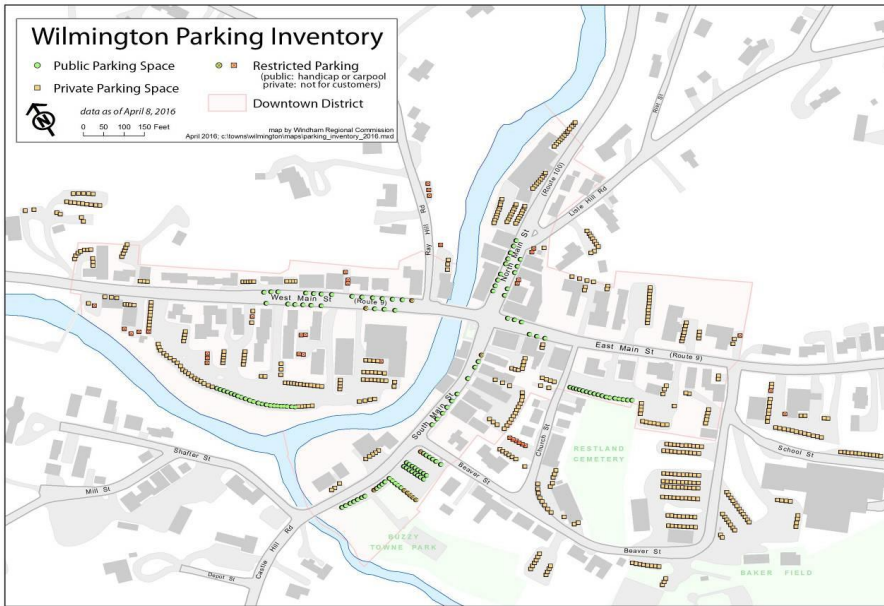 Wilmington Parking Inventory
Public Parking Space
Private Parking Space
Restricted Parking
(public: handicap or carpool
private: not for customers)
Downtown District
data as of April 8, 2016
0 50 100 150 Feet
N
map by Windham Regional Commission
April 2016; c:\towns\wilmington\maps\parking_inventory_2016.mxd
(Route 100)
Lisle Hill Rd
Ray Hill Rd
North Main St
West Main St
(Route 9)
East Main St
(Route 9)
South Main St
Church St
RESTLAND
CEMETERY
School St
Shafter St
Beaver St
Mill St
Castle Hill Rd
BUZZY
TOWNE PARK
Beaver St
Depot St
BAKER FIELD